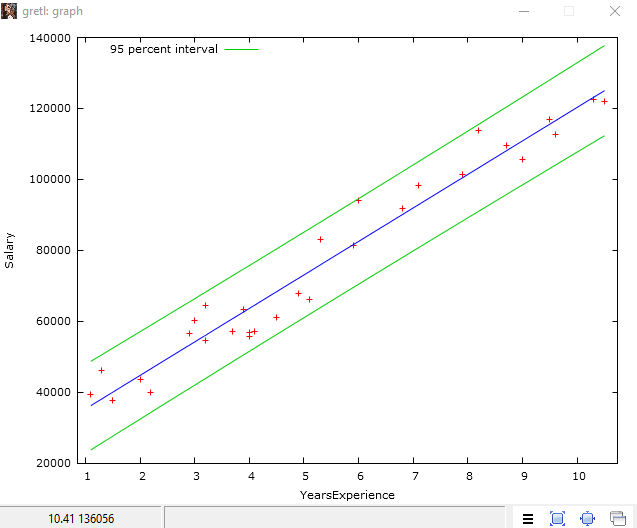 gretl: graph
140000
95 percent interval
120000
100000
80000
Salary
60000
40000
20000
1 2 3 4 5 6 7 8 9 10
YearsExperience
10.41 136056